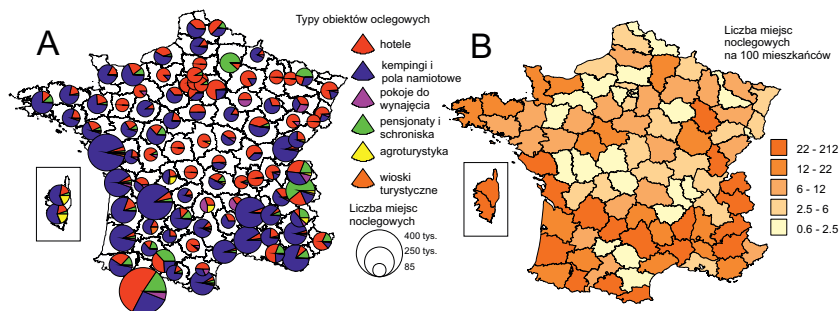 A
Typy obiektów oclegowych
hotele
kempingi i
pola namiotowe
pokoje do
wynajęcia
pensjonaty i
schroniska
agroturystyka
wioski
turystyczne
Liczba miejsc
noclegowych
400 tys.
250 tys.
85
B
Liczba miejsc
noclegowych
na 100 mieszkańców
22 - 212
12 - 22
6 - 12
2.5 - 6
0.6 - 2.5